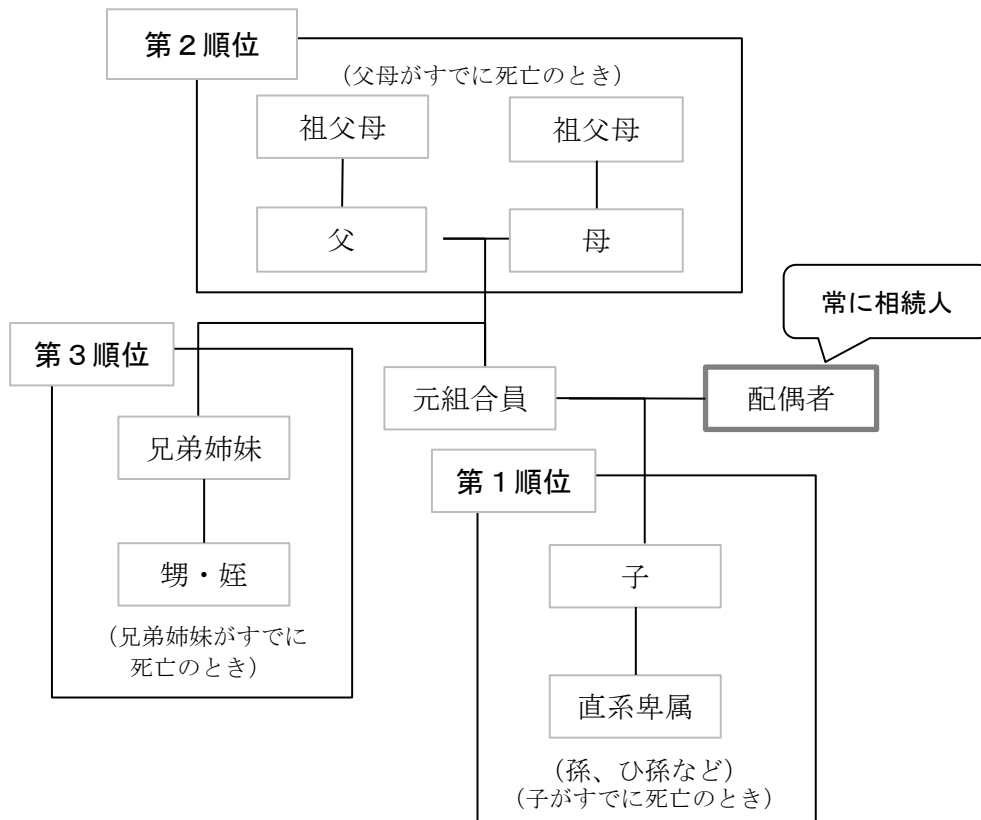 第２順位
（父母がすでに死亡のとき）
祖父母
祖父母
父
母
常に相続人
第３順位
元組合員
配偶者
兄弟姉妹
第１順位
甥・姪
子
（兄弟姉妹がすでに
死亡のとき）
直系卑属
（孫、ひ孫など）
（子がすでに死亡のとき）